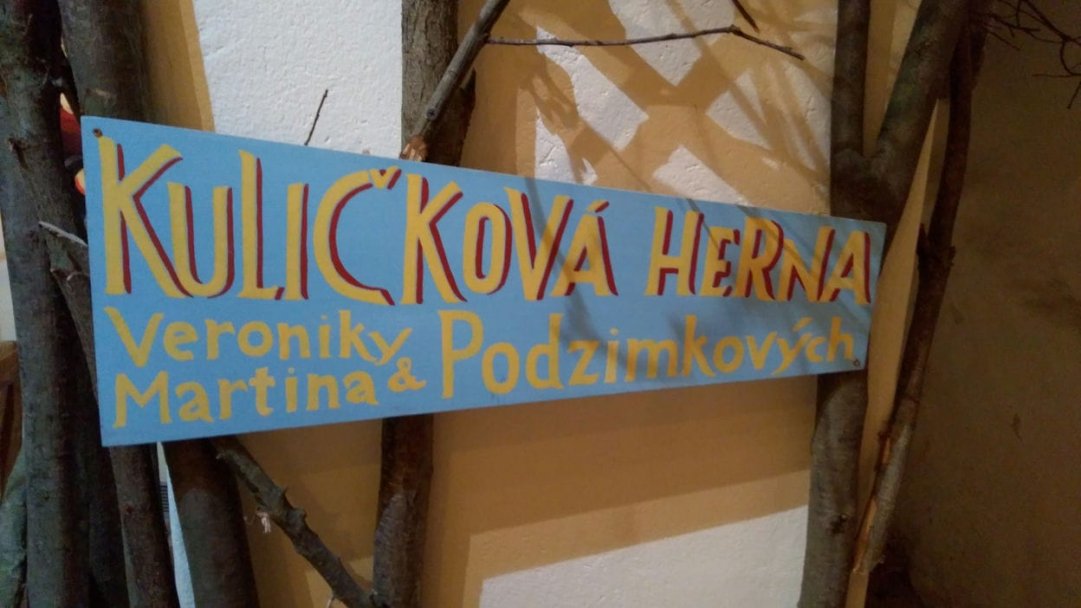 KULIČKOVÁ HERNA
Veroniky
Martina & Podzimkových